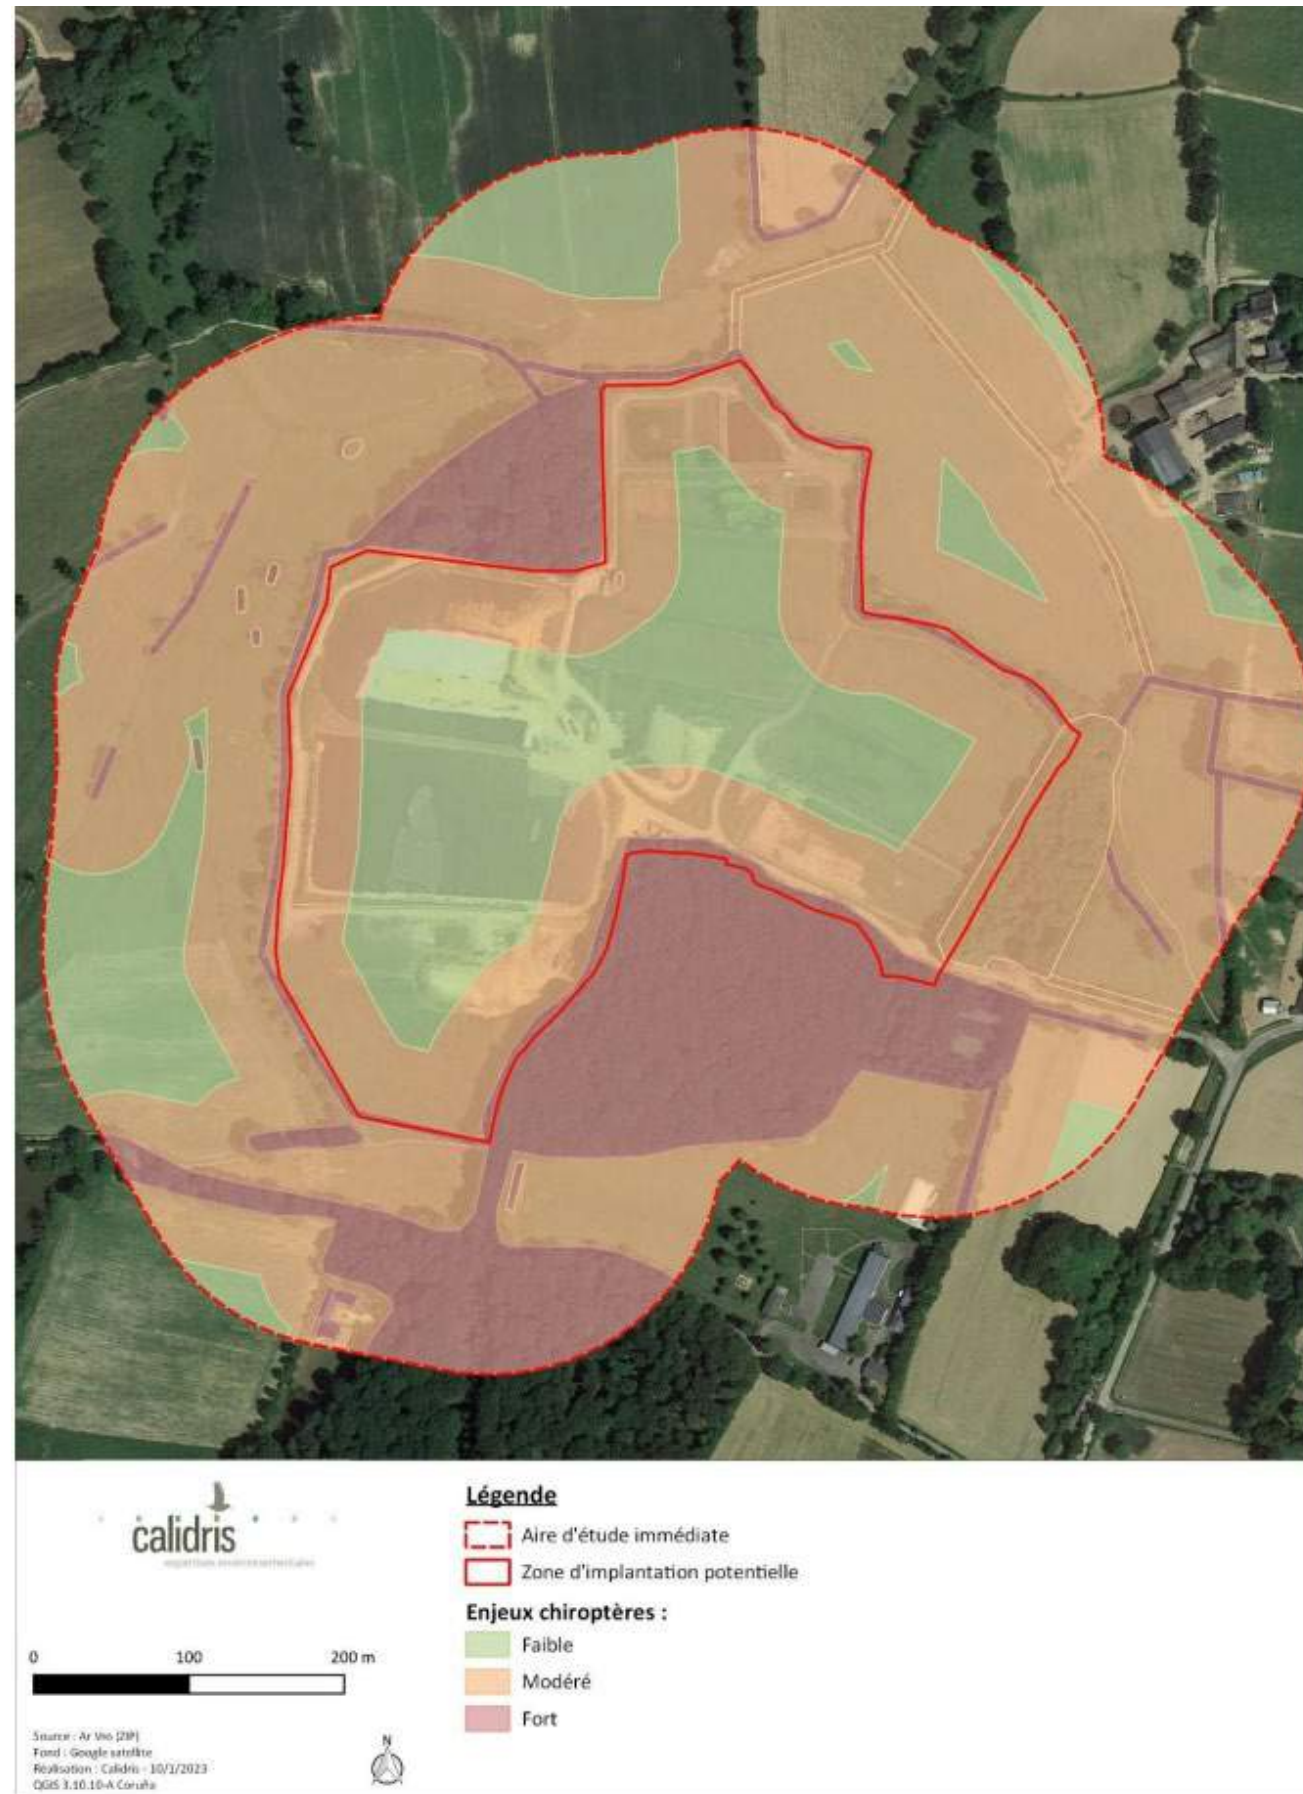 calidris
Légende
Aire d'étude immédiate
Zone d'implantation potentielle
Enjeux chiroptères :
Faible
Modéré
Fort
0 100 200 m
Source : Ar Vro (ZIP)
Fond : Google satellite
Réalisation : Calidris - 10/1/2023
QGIS 3.10.10-A Coruña
N